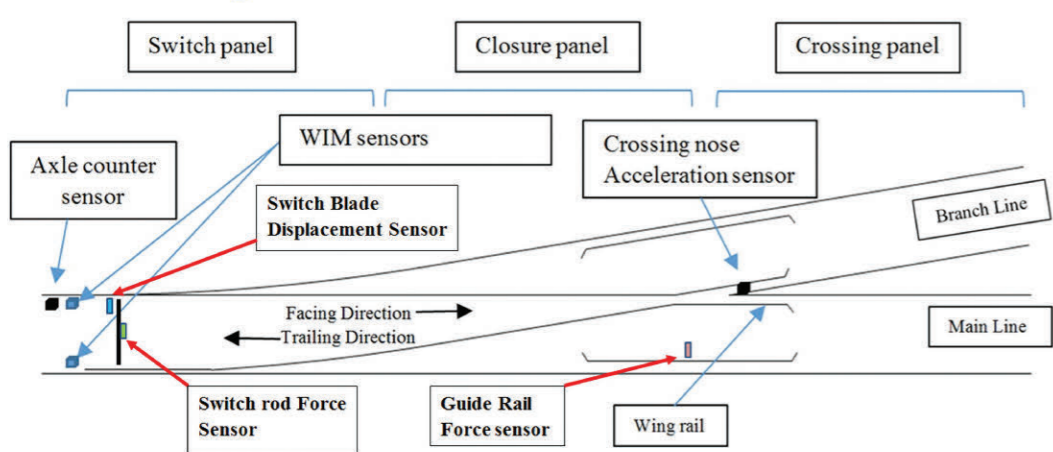 Switch panel
Closure panel
Crossing panel
WIM sensors
Axle counter
sensor
Crossing nose
Acceleration sensor
Switch Blade
Displacement Sensor
Branch Line
Facing Direction
Trailing Direction
Main Line
Switch rod Force
Sensor
Guide Rail
Force sensor
Wing rail